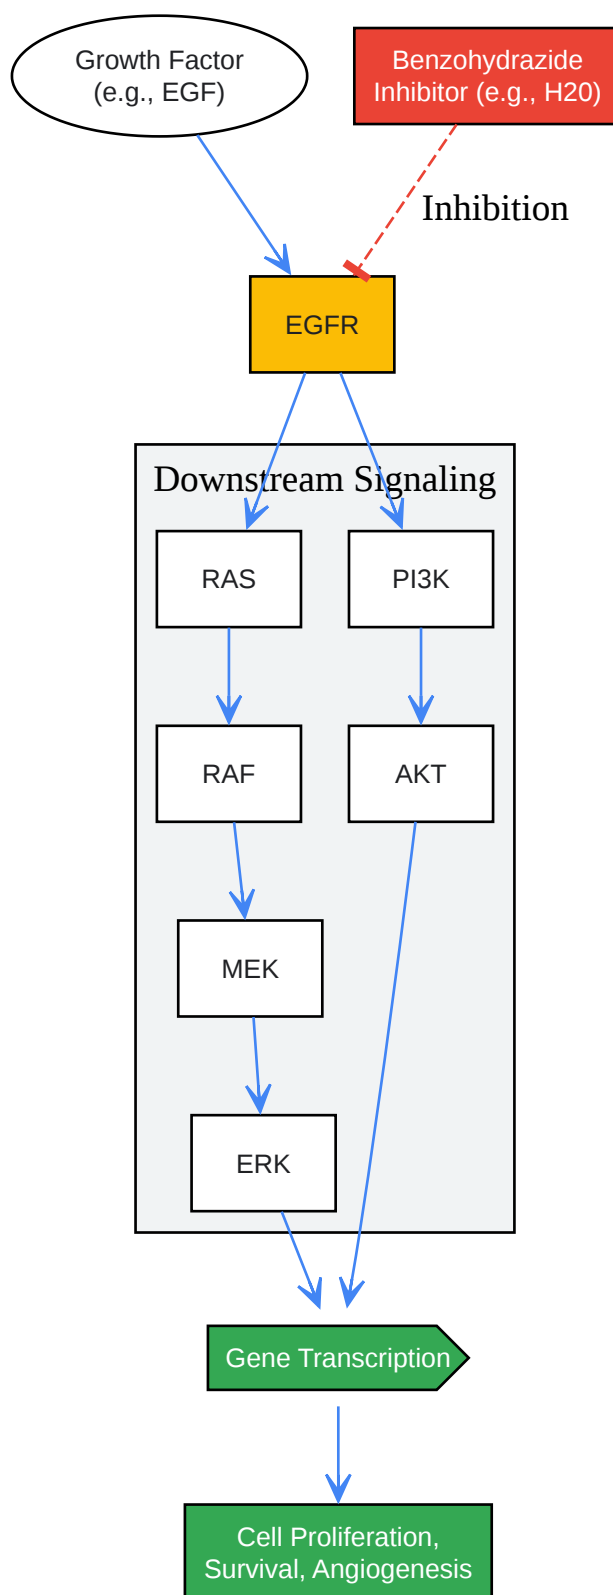 Growth Factor
(e.g., EGF)
Benzohydrazide
Inhibitor (e.g., H20)
Inhibition
EGFR
Downstream Signaling
RAS
PI3K
RAF
AKT
MEK
ERK
Gene Transcription
Cell Proliferation,
Survival, Angiogenesis